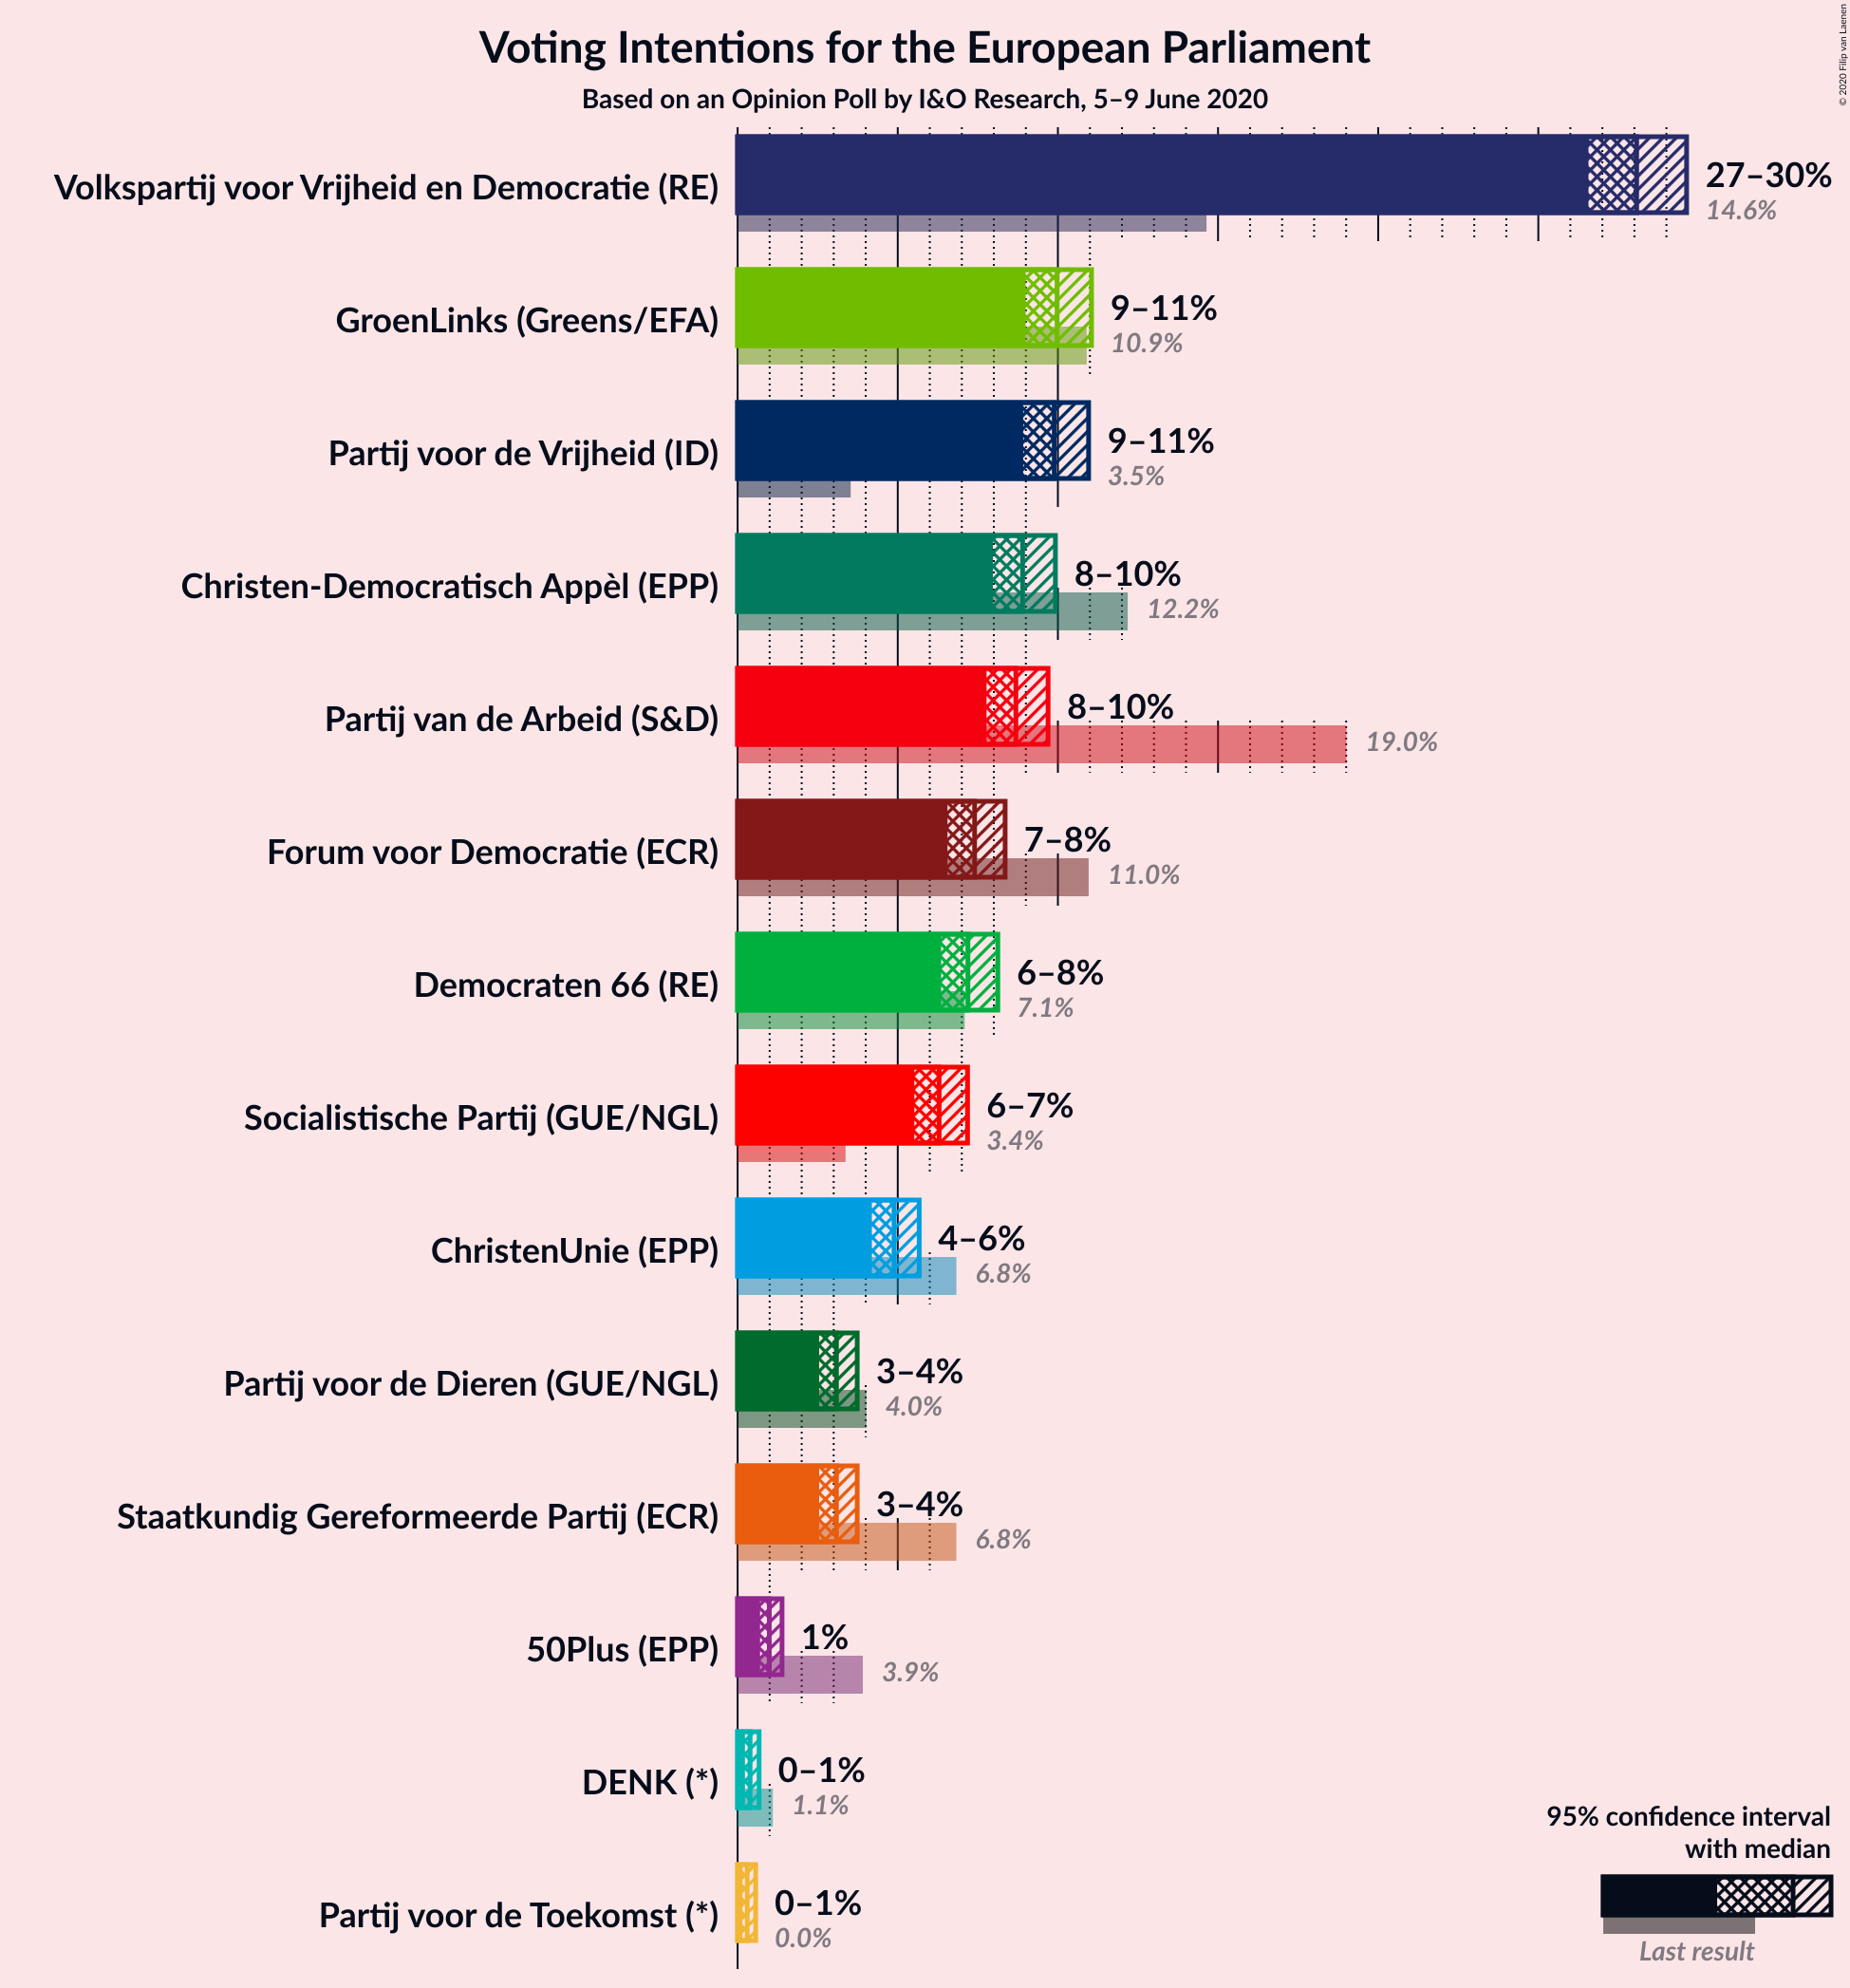 Voting Intentions for the European Parliament
Based on an Opinion Poll by I&O Research, 5–9 June 2020
© 2020 Filip van Laenen
Volkspartij voor Vrijheid en Democratie (RE)
27–30%
14.6%
GroenLinks (Greens/EFA)
9–11%
10.9%
Partij voor de Vrijheid (ID)
9–11%
3.5%
Christen-Democratisch Appèl (EPP)
8–10%
12.2%
Partij van de Arbeid (S&D)
8–10%
19.0%
Forum voor Democratie (ECR)
7–8%
11.0%
Democraten 66 (RE)
6–8%
7.1%
Socialistische Partij (GUE/NGL)
6–7%
3.4%
ChristenUnie (EPP)
4–6%
6.8%
Partij voor de Dieren (GUE/NGL)
3–4%
4.0%
Staatkundig Gereformeerde Partij (ECR)
3–4%
6.8%
50Plus (EPP)
1%
3.9%
DENK (*)
0–1%
1.1%
Partij voor de Toekomst (*)
0–1%
0.0%
95% confidence interval
with median
Last result